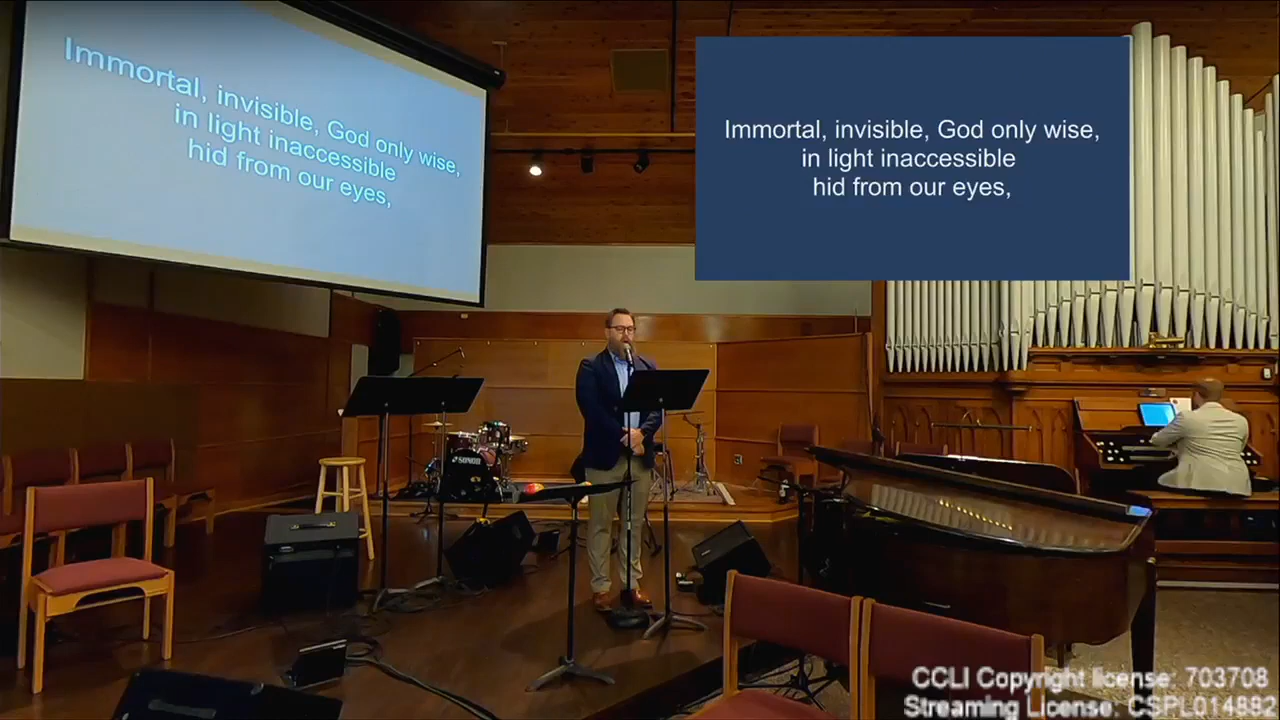 Immortal, invisible, God only wise,
in light inaccessible
hid from our eyes,
Immortal, invisible, God only wise,
in light inaccessible
hid from our eyes,
SONOR
CCLI Copyright license: 703708
Streaming License: CSPL014882